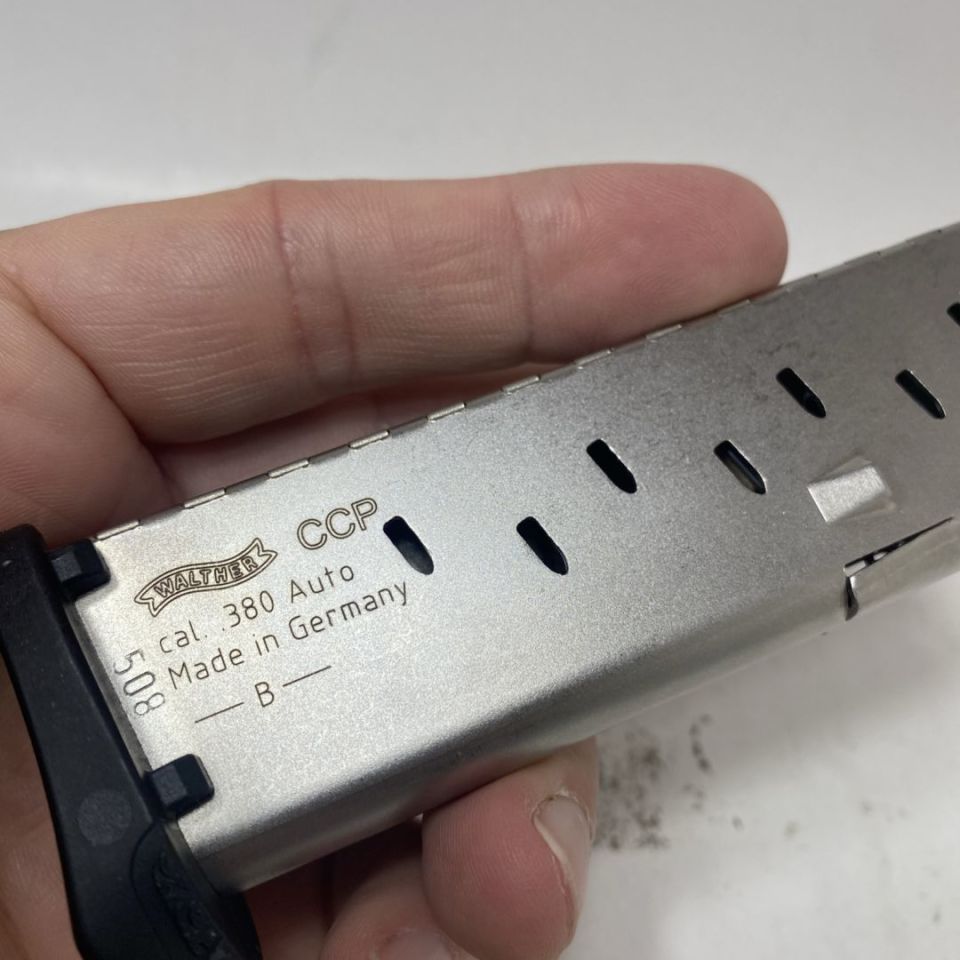 WALTHER CCP
cal. .380 Auto
Made in Germany
B
508